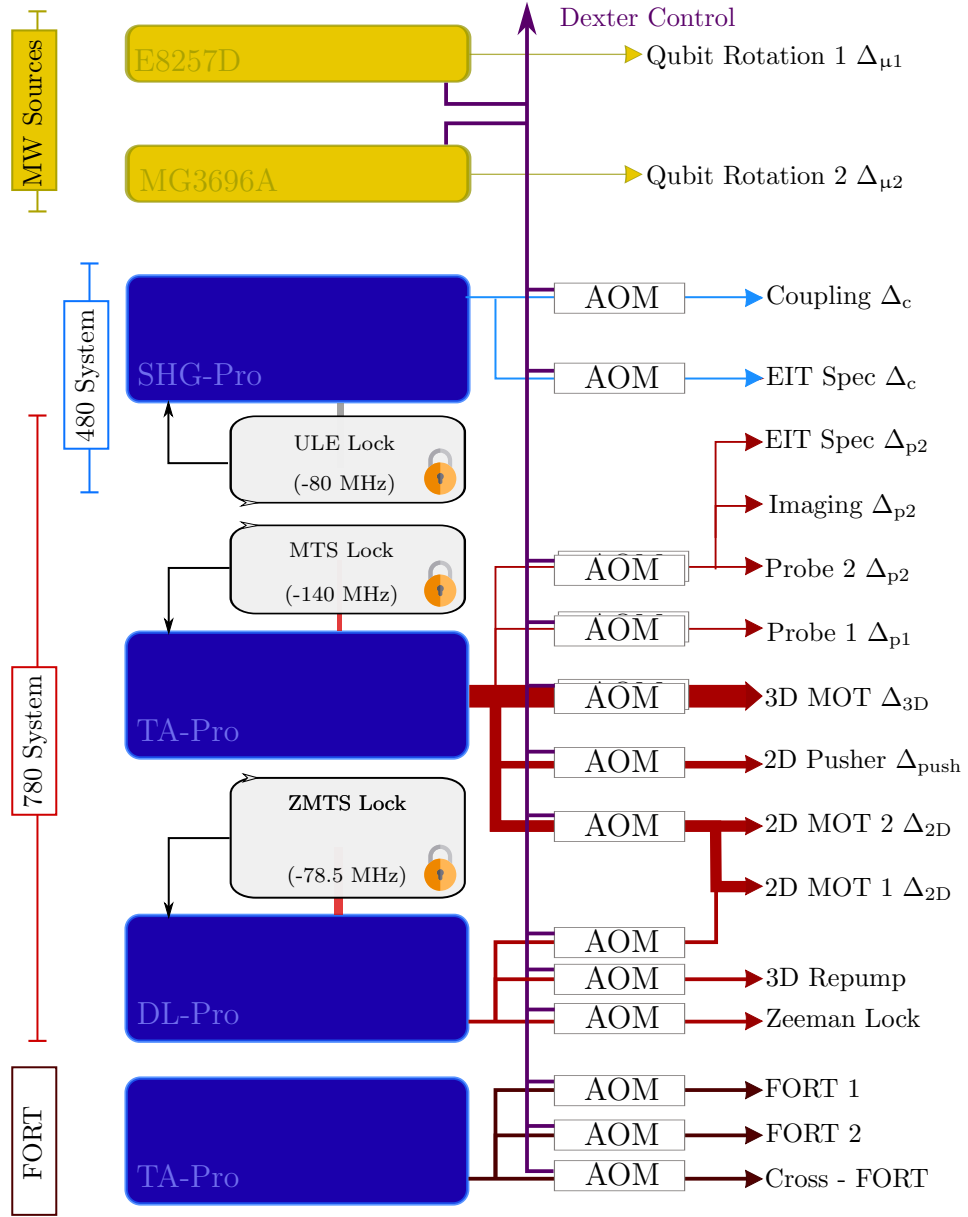 Dexter Control
MW Sources
E8257D
Qubit Rotation 1 Δμ1
MG3696A
Qubit Rotation 2 Δμ2
480 System
SHG-Pro
AOM
Coupling Δc
AOM
EIT Spec Δc
ULE Lock
(-80 MHz)
EIT Spec Δp2
Imaging Δp2
MTS Lock
(-140 MHz)
AOM
Probe 2 Δp2
AOM
Probe 1 Δp1
780 System
TA-Pro
AOM
3D MOT Δ3D
AOM
2D Pusher Δpush
ZMTS Lock
(-78.5 MHz)
AOM
2D MOT 2 Δ2D
2D MOT 1 Δ2D
DL-Pro
AOM
AOM
3D Repump
AOM
Zeeman Lock
FORT
TA-Pro
AOM
FORT 1
AOM
FORT 2
AOM
Cross - FORT